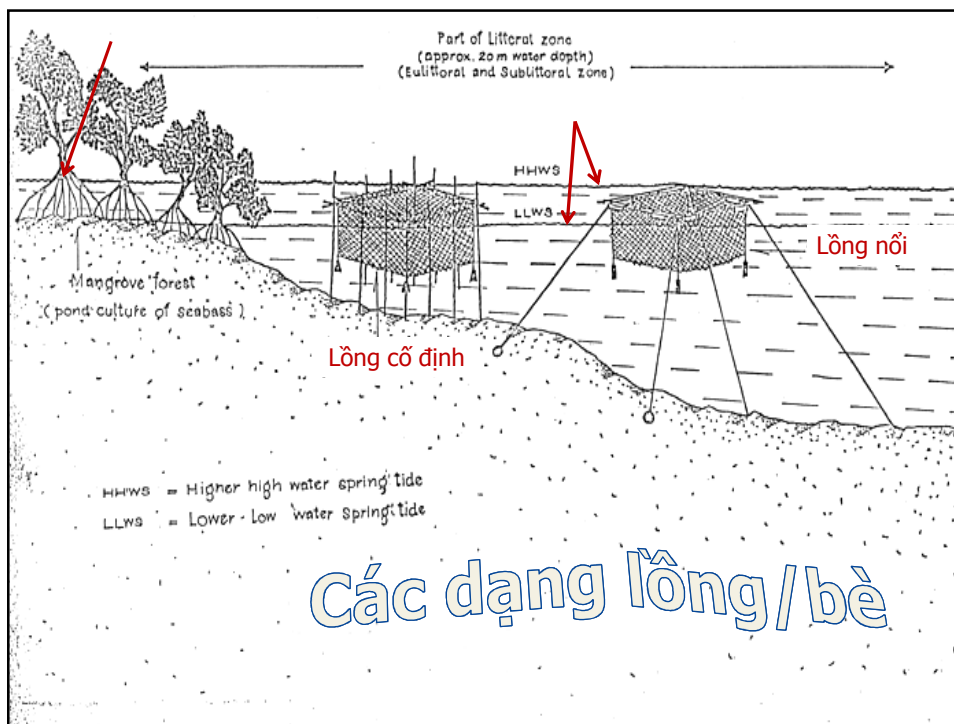 Part of Litteral zone
(approx. 20 m water depth)
(Eulittoral and Sublittoral zone)
HHWS
LLWS
Lồng nổi
Mangrove forest
(pond culture of seabass)
Lồng cố định
HHWS = Higher high water spring tide
LLWS = Lower-Low water spring tide
Các dạng lồng/bè